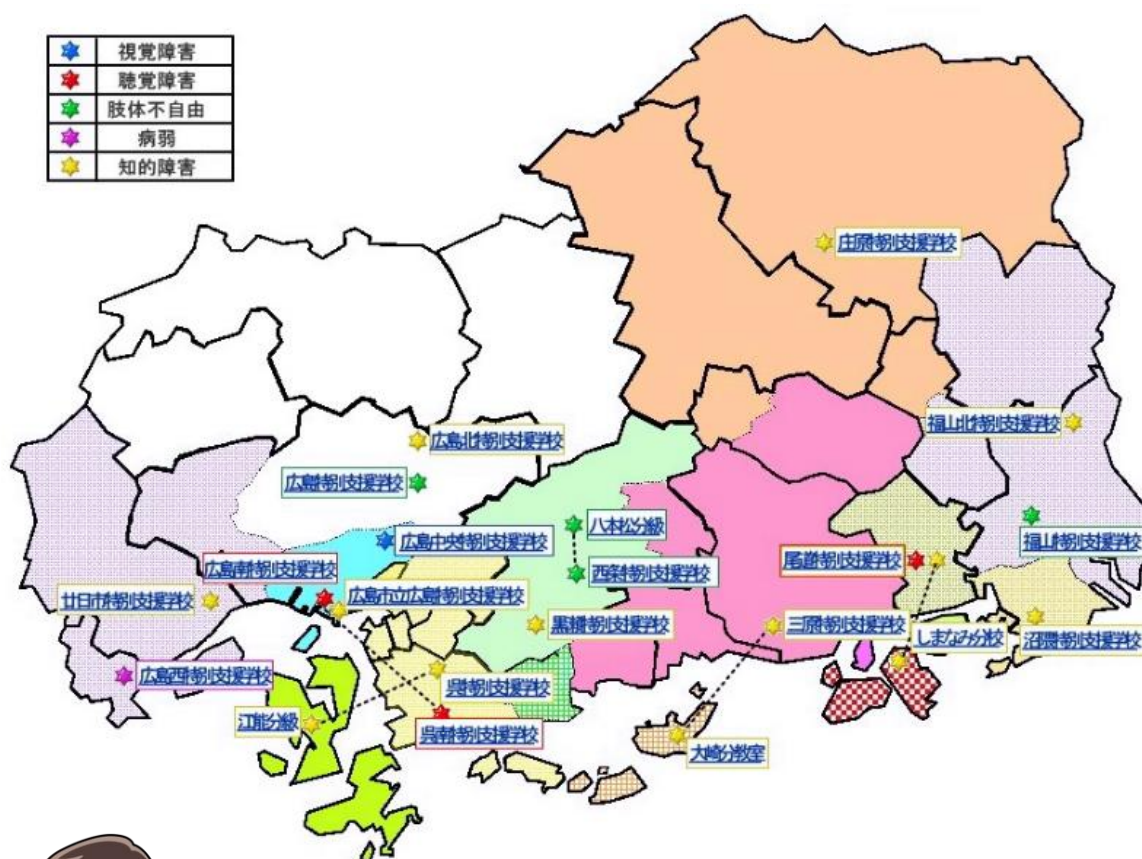 視覚障害
聴覚障害
肢体不自由
病弱
知的障害
庄原特別支援学校
福山北特別支援学校
広島北特別支援学校
広島特別支援学校
八本松分級
福山特別支援学校
広島中央特別支援学校
尾道特別支援学校
広島南特別支援学校
西条特別支援学校
廿日市特別支援学校
広島市立広島特別支援学校
黒瀬特別支援学校
三原特別支援学校
しまなみ分校
沼隈特別支援学校
広島西特別支援学校
呉特別支援学校
江能分級
呉南特別支援学校
大崎分教室